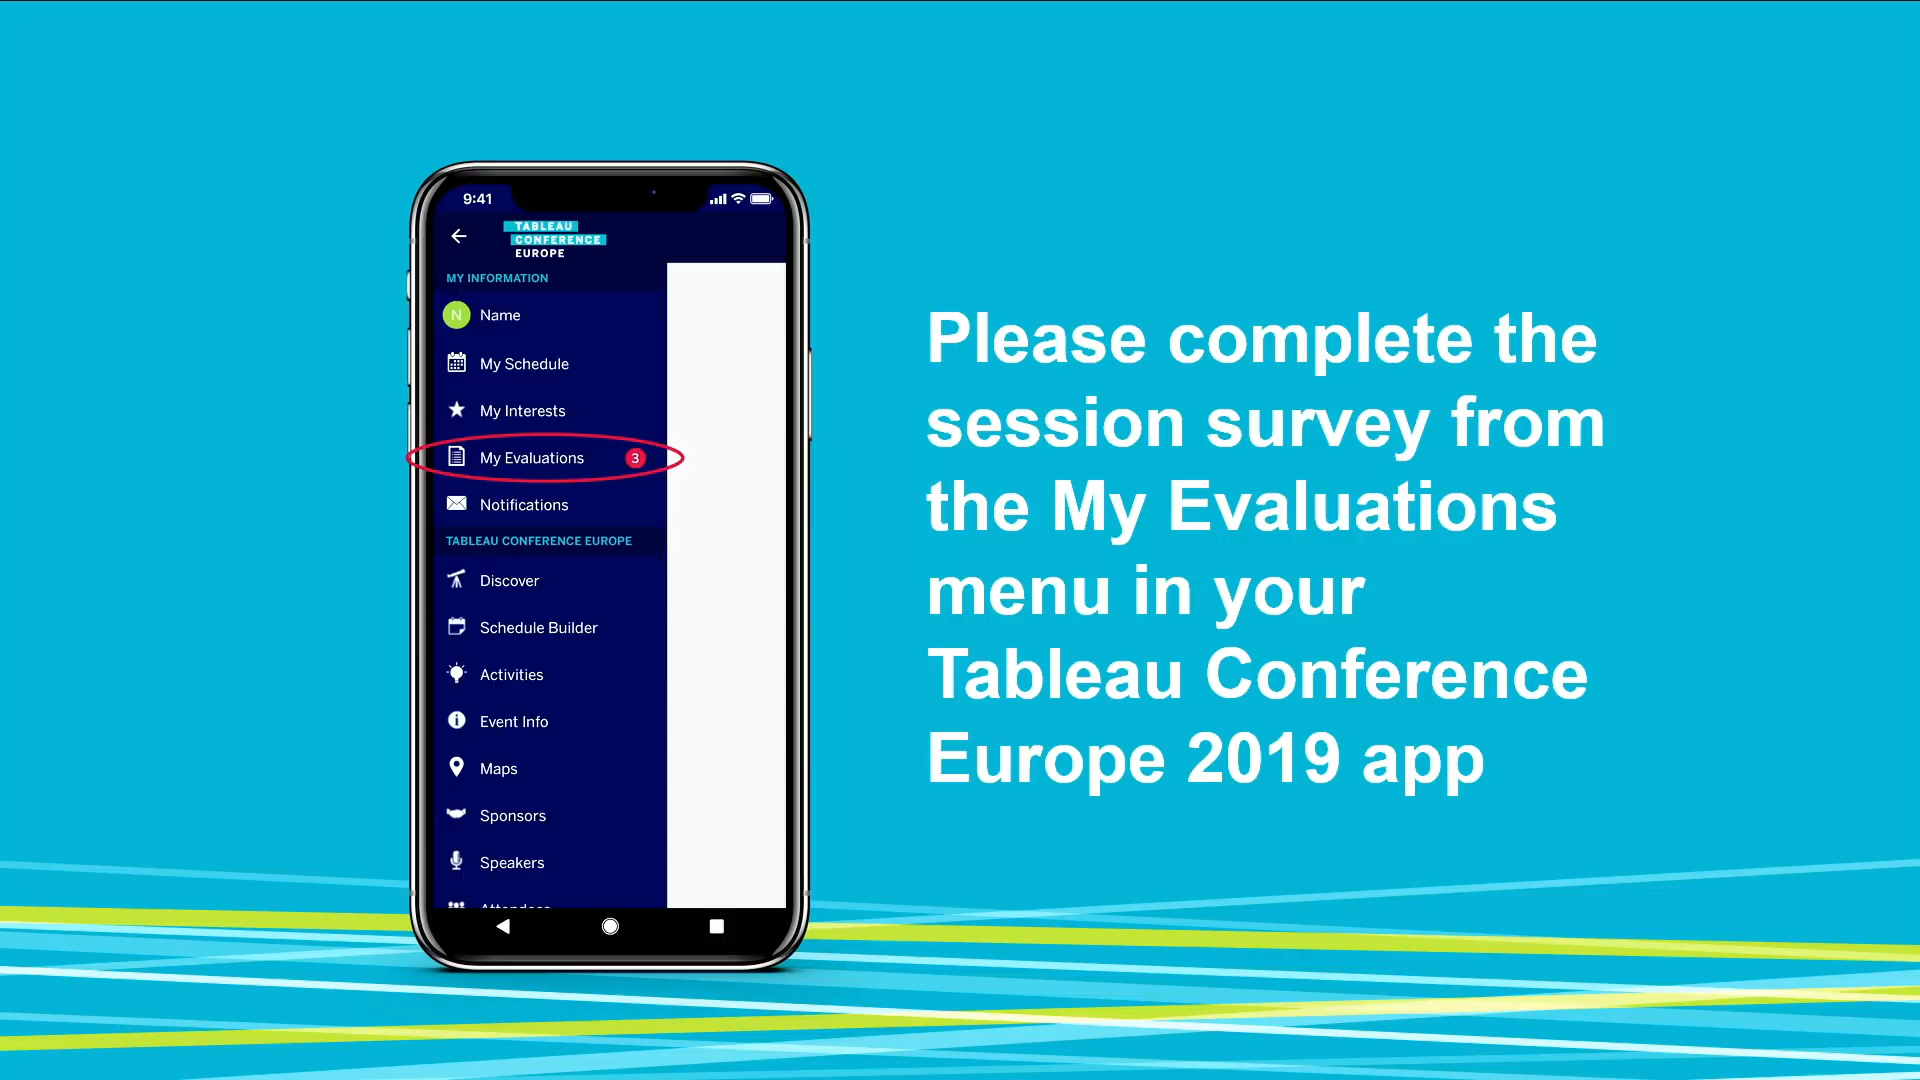 9:41
TABLEAU
CONFERENCE
EUROPE
MY INFORMATION
N Name
My Schedule
My Interests
My Evaluations 3
Notifications
TABLEAU CONFERENCE EUROPE
Discover
Schedule Builder
Activities
Event Info
Maps
Sponsors
Speakers
Please complete the
session survey from
the My Evaluations
menu in your
Tableau Conference
Europe 2019 app